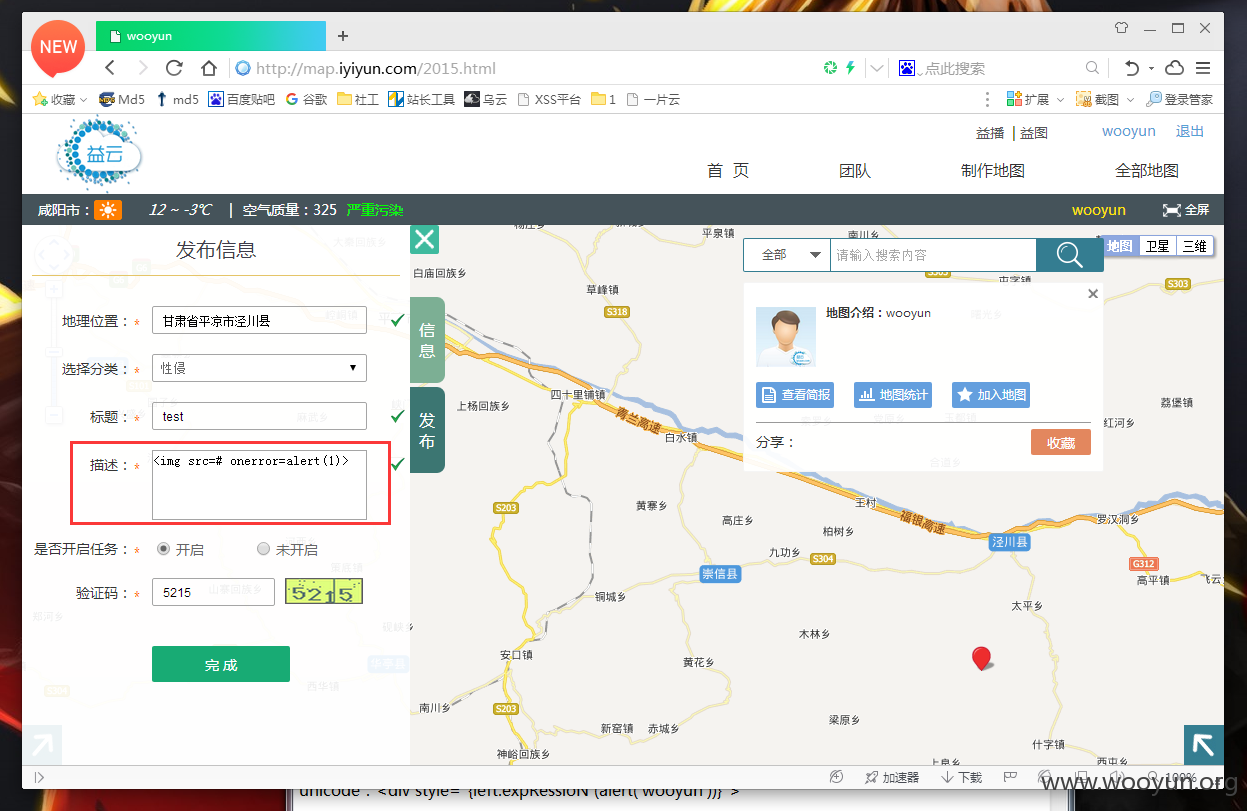 NEW
wooyun
http://map.iyiyun.com/2015.html
点此搜索
收藏 Md5 md5 百度贴吧 谷歌 社工 站长工具 乌云 XSS平台 1 一片云 扩展 截图 登录管家
益云
益播 | 益图 wooyun 退出
首 页 团队 制作地图 全部地图
咸阳市： 12 ~ -3℃ | 空气质量：325 严重污染 wooyun 全屏
发布信息
地理位置：* 甘肃省平凉市泾川县
选择分类：* 性侵
标题：* test
描述：* <img src=# onerror=alert(1)>
是否开启任务：* 开启 未开启
验证码：* 5215 5215
完成
信息
发布
全部 请输入搜索内容
地图 卫星 三维
地图介绍：wooyun
益云
查看简报 地图统计 加入地图
分享：
收藏
平泉镇
南川乡
白庙回族乡
草峰镇
S303
屯字镇
S303
S318
四十里铺镇
上杨回族乡
青兰高速
白水镇
荔堡镇
红河乡
S203
黄寨乡
高庄乡
王村
福银高速
柏树乡
罗汉洞乡
泾川县
九功乡
S304
崇信县
G312
高平镇
飞云
铜城乡
太平乡
木林乡
安口镇
黄花乡
南川乡
S203
新窑镇
赤城乡
梁原乡
什字镇
神峪回族乡
上良乡
西屯乡
加速器 下载 100%
www.wooyun.org
unicode : <div style="{left:expRessioN (alert('wooyun'))}">